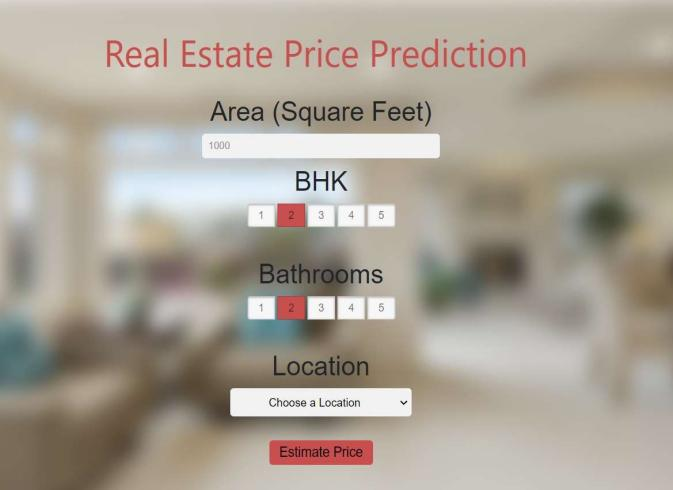 Real Estate Price Prediction
Area (Square Feet)
1000
BHK
1 2 3 4 5
Bathrooms
1 2 3 4 5
Location
Choose a Location
Estimate Price